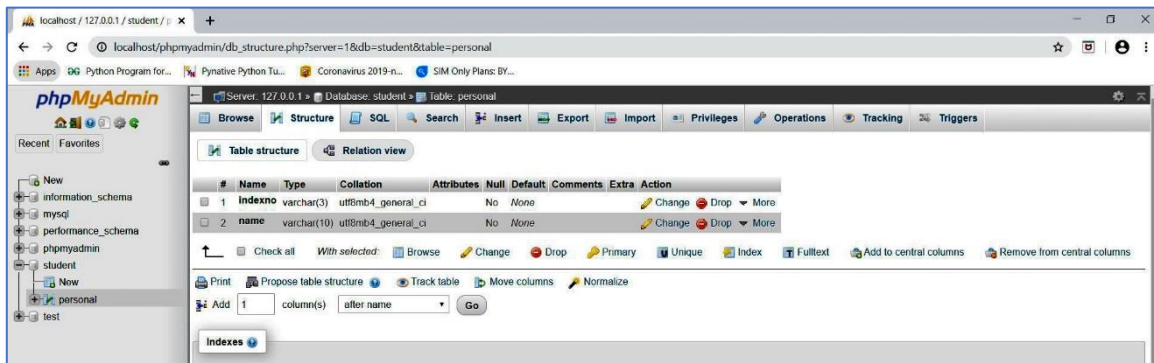 localhost / 127.0.0.1 / student / p
localhost/phpmyadmin/db_structure.php?server=1&db=student&table=personal
Apps Python Program for... Pynative Python Tu... Coronavirus 2019-n... SIM Only Plans: BY...
phpMyAdmin
Recent Favorites
New
information_schema
mysql
performance_schema
phpmyadmin
student
New
personal
test
Server: 127.0.0.1 » Database: student » Table: personal
Browse Structure SQL Search Insert Export Import Privileges Operations Tracking Triggers
Table structure Relation view
# Name Type Collation Attributes Null Default Comments Extra Action
1 indexno varchar(3) utf8mb4_general_ci No None Change Drop More
2 name varchar(10) utf8mb4_general_ci No None Change Drop More
Check all With selected: Browse Change Drop Primary Unique Index Fulltext Add to central columns Remove from central columns
Print Propose table structure Track table Move columns Normalize
Add 1 column(s) after name Go
Indexes